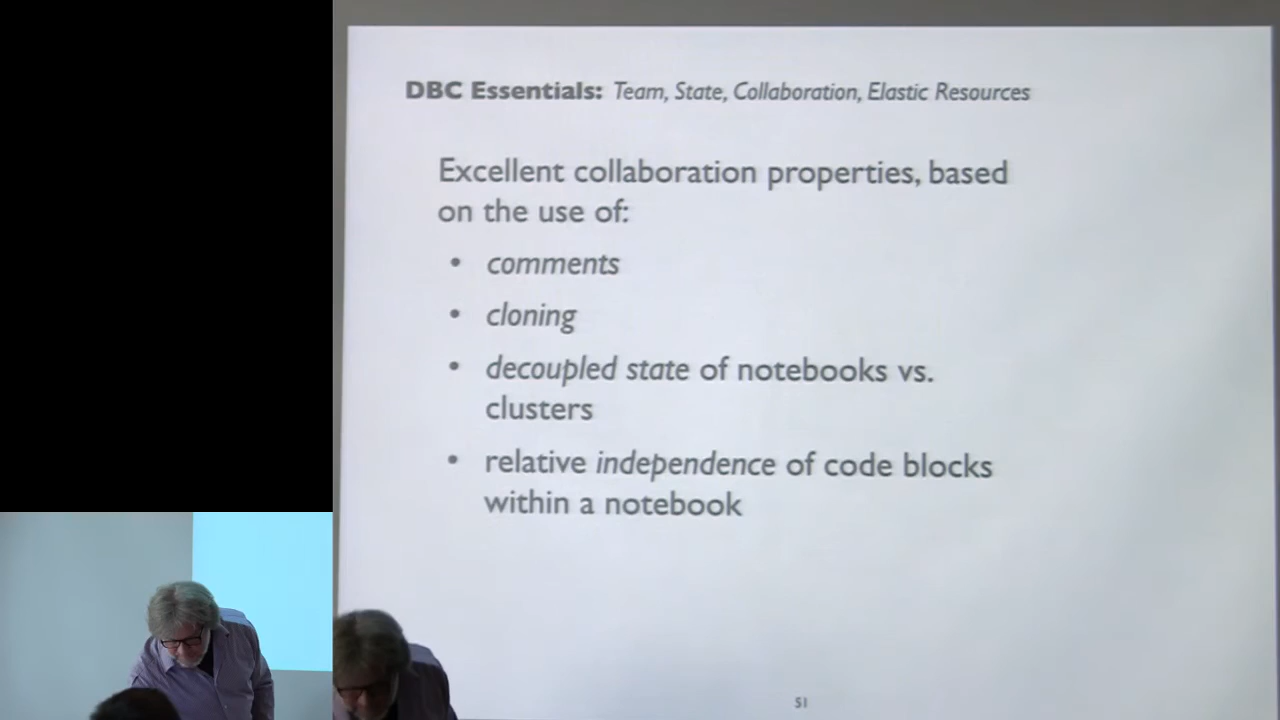 DBC Essentials: Team, State, Collaboration, Elastic Resources
Excellent collaboration properties, based
on the use of:
• comments
• cloning
• decoupled state of notebooks vs.
clusters
• relative independence of code blocks
within a notebook
51